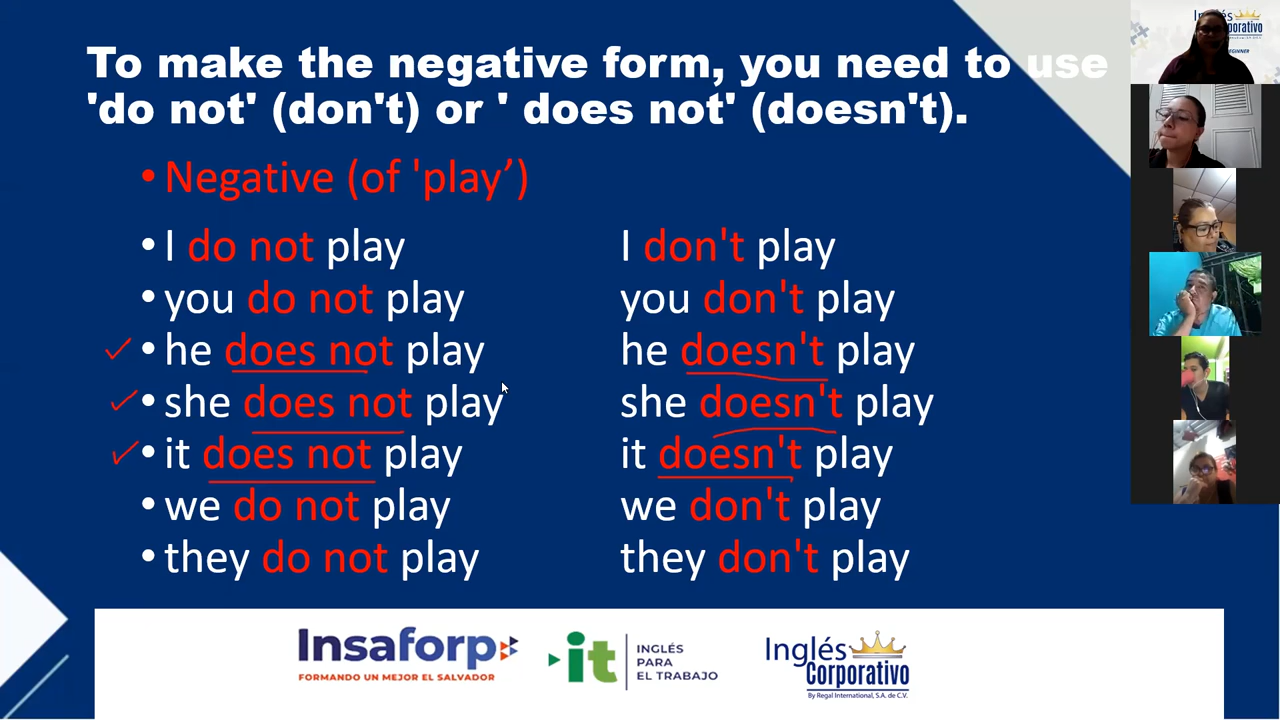 To make the negative form, you need to use
'do not' (don't) or ' does not' (doesn't).
• Negative (of 'play’)
• I do not play
• you do not play
• he does not play
• she does not play
• it does not play
• we do not play
• they do not play
I don't play
you don't play
he doesn't play
she doesn't play
it doesn't play
we don't play
they don't play
Insaforp
FORMANDO UN MEJOR EL SALVADOR
it
INGLÉS
PARA
EL TRABAJO
Inglés
Corporativo
By Regal International, S.A. de C.V.